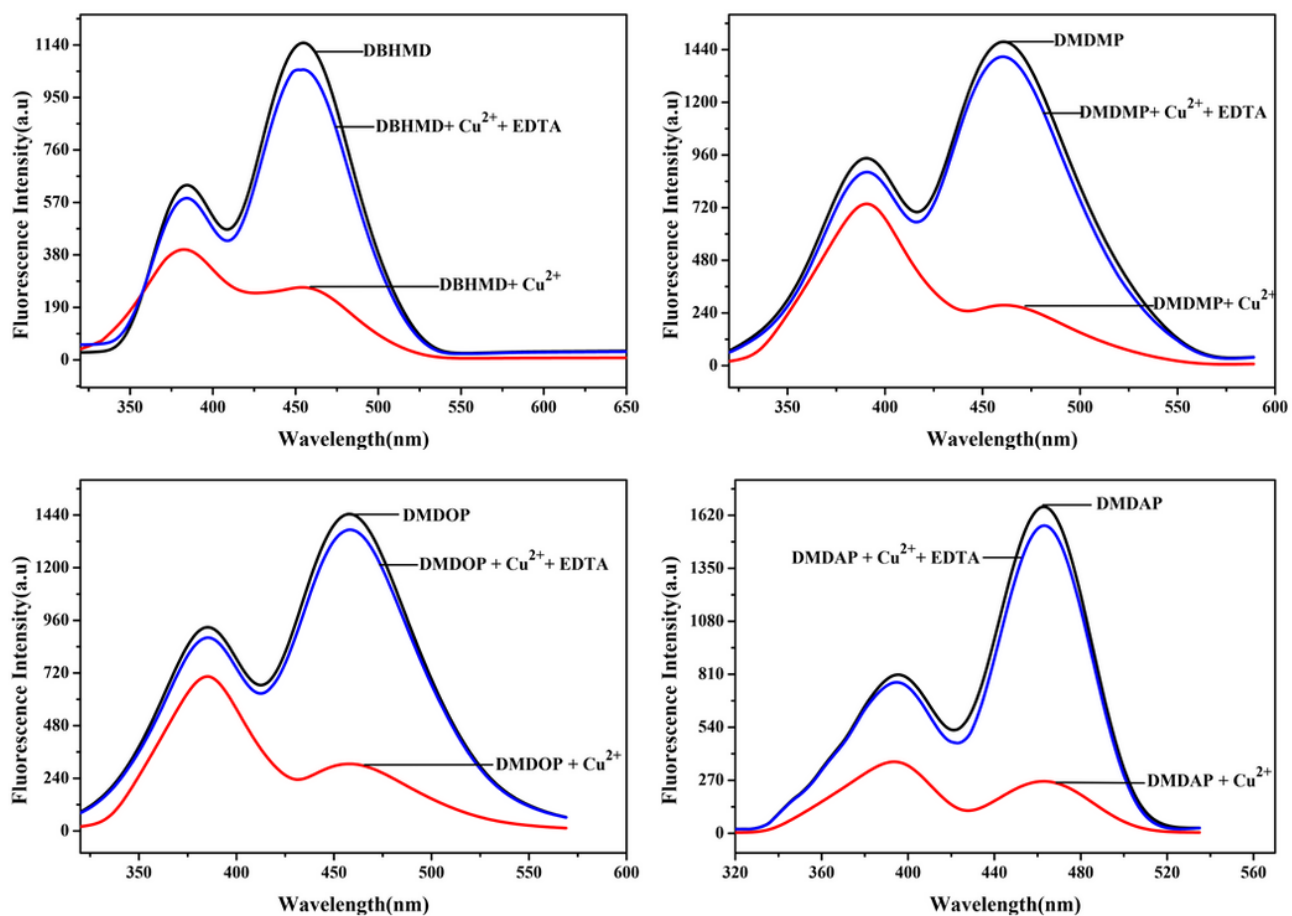 1140
950
760
570
380
190
0
Fluorescence Intensity(a.u)
DBHMD
DBHMD+ Cu²⁺+ EDTA
DBHMD+ Cu²⁺
350 400 450 500 550 600 650
Wavelength(nm)
1440
1200
960
720
480
240
0
Fluorescence Intensity(a.u)
DMDMP
DMDMP+ Cu²⁺+ EDTA
DMDMP+ Cu²⁺
350 400 450 500 550 600
Wavelength(nm)
1440
1200
960
720
480
240
0
Fluorescence Intensity(a.u)
DMDOP
DMDOP + Cu²⁺+ EDTA
DMDOP + Cu²⁺
350 400 450 500 550 600
Wavelength(nm)
1620
1350
1080
810
540
270
0
Fluorescence Intensity(a.u)
DMDAP
DMDAP + Cu²⁺+ EDTA
DMDAP + Cu²⁺
320 360 400 440 480 520 560
Wavelength(nm)